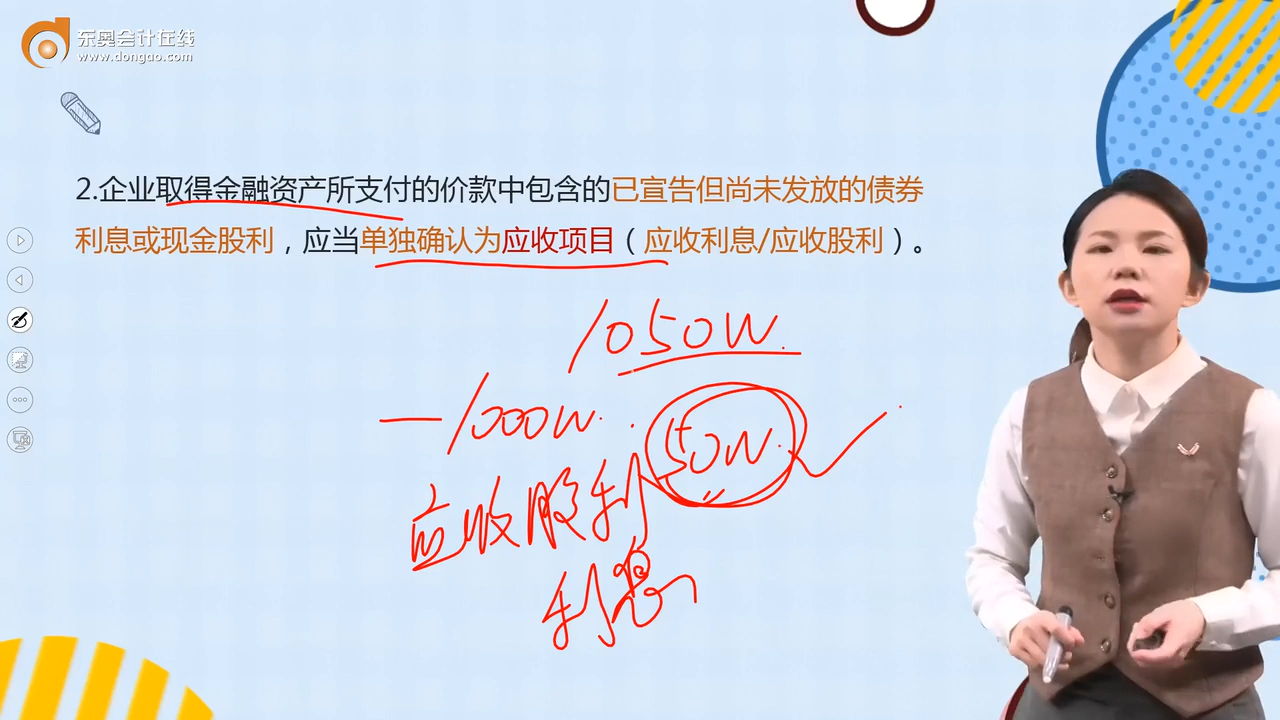 东奥会计在线
www.dongao.com
2.企业取得金融资产所支付的价款中包含的已宣告但尚未发放的债券
利息或现金股利，应当单独确认为应收项目（应收利息/应收股利）。
1050W.
—1000W. 50W.
应收股利
利息